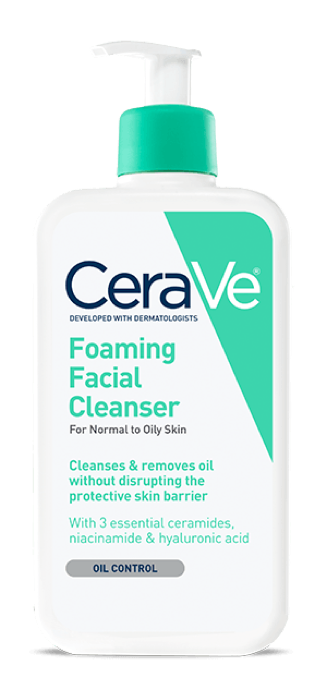 CeraVe®
DEVELOPED WITH DERMATOLOGISTS
Foaming
Facial
Cleanser
For Normal to Oily Skin
Cleanses & removes oil
without disrupting the
protective skin barrier
With 3 essential ceramides,
niacinamide & hyaluronic acid
OIL CONTROL